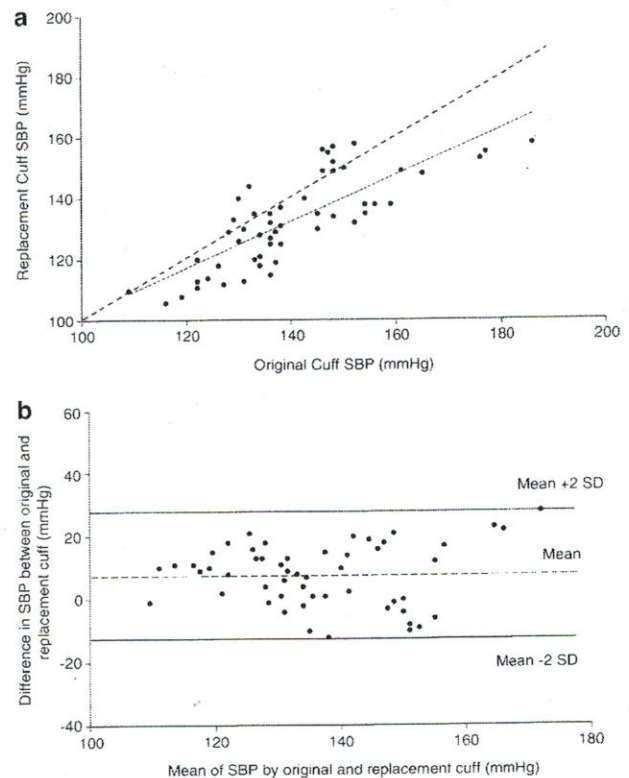 a
200
180
160
140
120
100
100 120 140 160 180 200
Replacement Cuff SBP (mmHg)
Original Cuff SBP (mmHg)
b
60
40
20
0
-20
-40
100 120 140 160 180
Difference in SBP between original and
replacement cuff (mmHg)
Mean +2 SD
Mean
Mean -2 SD
Mean of SBP by original and replacement cuff (mmHg)